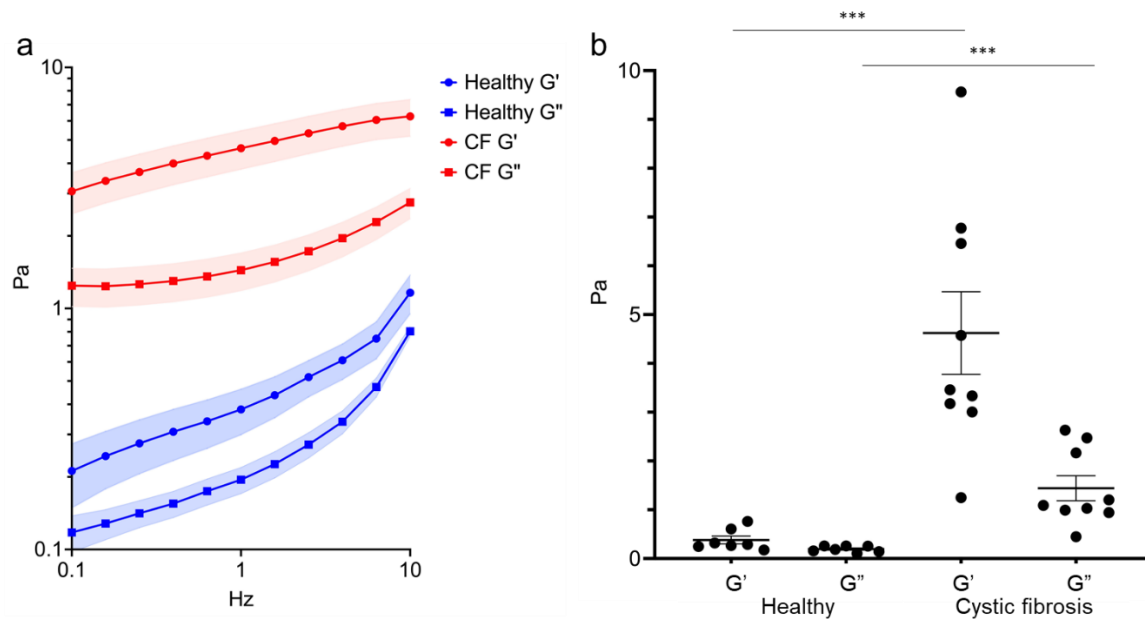 a
10
1
0.1
Pa
0.1
1
10
Hz
Healthy G'
Healthy G"
CF G'
CF G"
b
***
***
10
5
0
Pa
G’ G” G’ G”
Healthy Cystic fibrosis